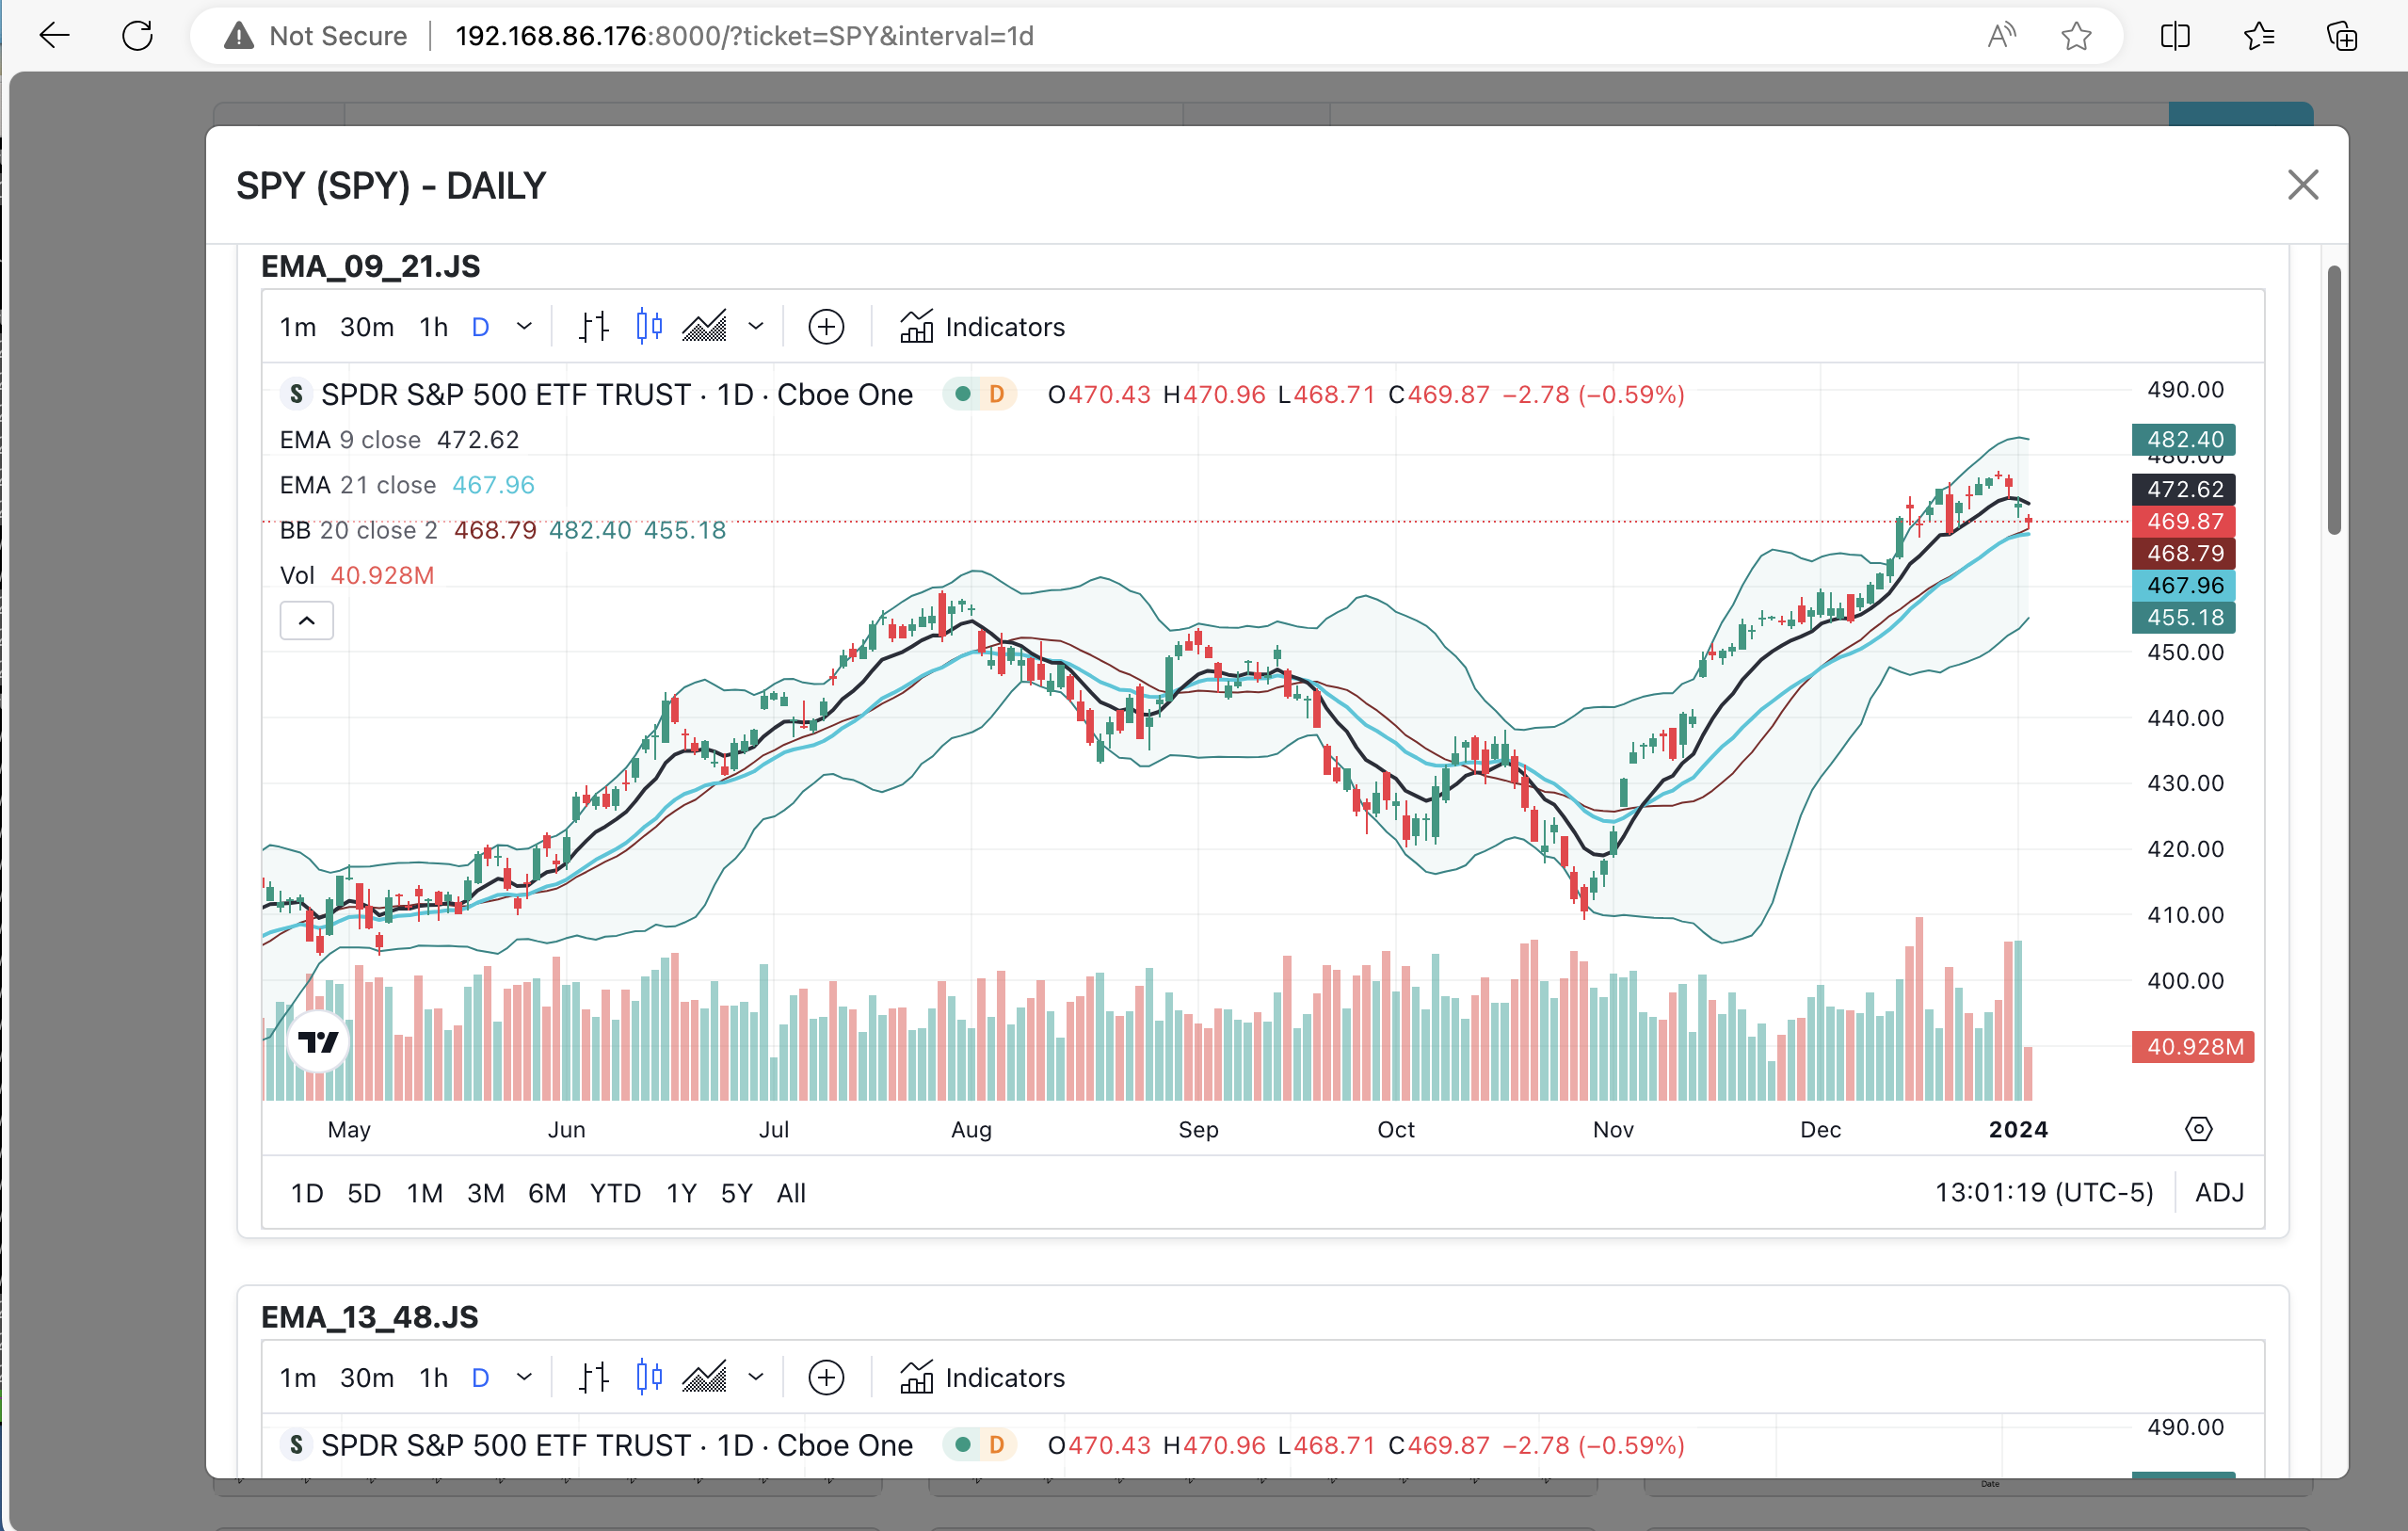 Not Secure 192.168.86.176:8000/?ticket=SPY&interval=1d
SPY (SPY) - DAILY
EMA_09_21.JS
1m 30m 1h D Indicators
S SPDR S&P 500 ETF TRUST · 1D · Cboe One D O470.43 H470.96 L468.71 C469.87 −2.78 (−0.59%)
EMA 9 close 472.62
EMA 21 close 467.96
BB 20 close 2 468.79 482.40 455.18
Vol 40.928M
490.00
482.40
480.00
472.62
469.87
468.79
467.96
455.18
450.00
440.00
430.00
420.00
410.00
400.00
40.928M
May Jun Jul Aug Sep Oct Nov Dec 2024
1D 5D 1M 3M 6M YTD 1Y 5Y All 13:01:19 (UTC-5) ADJ
EMA_13_48.JS
1m 30m 1h D Indicators
S SPDR S&P 500 ETF TRUST · 1D · Cboe One D O470.43 H470.96 L468.71 C469.87 −2.78 (−0.59%)
490.00
Date